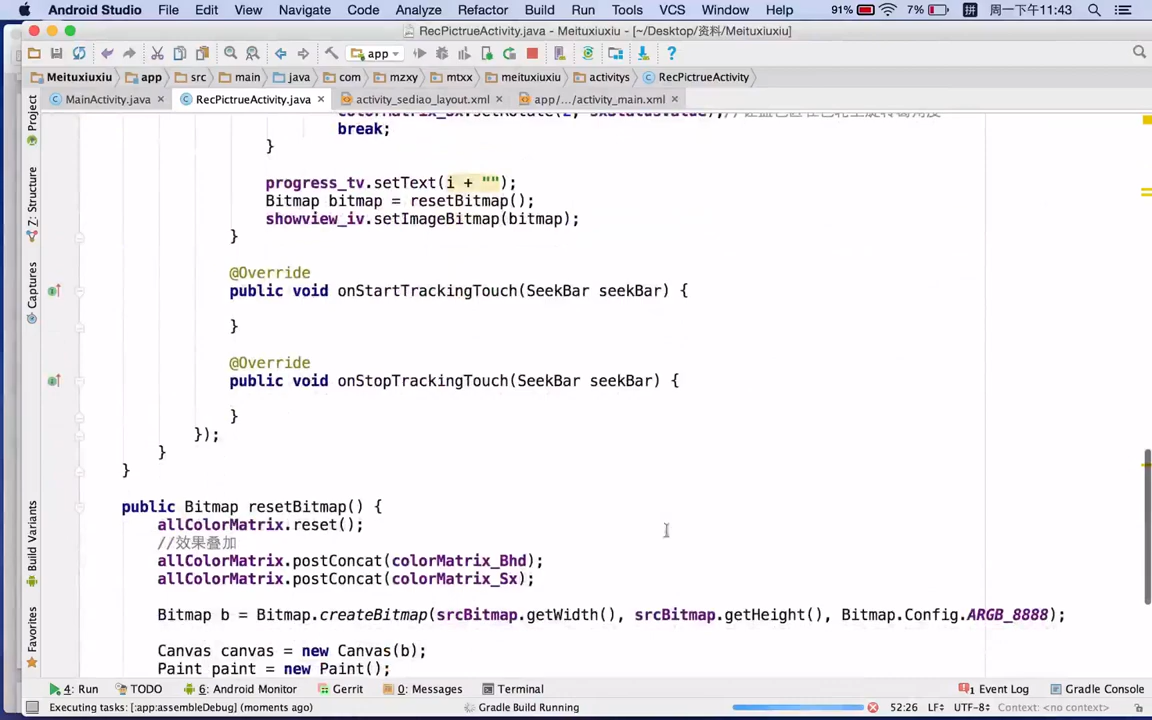 Android Studio File Edit View Navigate Code Analyze Refactor Build Run Tools VCS Window Help 91% 7% 拼 周一下午11:43
RecPictrueActivity.java - Meituxiuxiu - [~/Desktop/资料/Meituxiuxiu]
app
Meituxiuxiu app src main java com mzxy mtxx meituxiuxiu activitys RecPictrueActivity
MainActivity.java RecPictrueActivity.java activity_sediao_layout.xml app/.../activity_main.xml
Project
Z: Structure
Captures
Build Variants
Favorites
colorMatrix_Sx.setRotate(2, sxStatusValue);
break;
}
progress_tv.setText(i + "");
Bitmap bitmap = resetBitmap();
showview_iv.setImageBitmap(bitmap);
}
@Override
public void onStartTrackingTouch(SeekBar seekBar) {
}
@Override
public void onStopTrackingTouch(SeekBar seekBar) {
}
});
}
}
public Bitmap resetBitmap() {
allColorMatrix.reset();
//效果叠加
allColorMatrix.postConcat(colorMatrix_Bhd);
allColorMatrix.postConcat(colorMatrix_Sx);
Bitmap b = Bitmap.createBitmap(srcBitmap.getWidth(), srcBitmap.getHeight(), Bitmap.Config.ARGB_8888);
Canvas canvas = new Canvas(b);
Paint paint = new Paint();
4: Run TODO 6: Android Monitor Gerrit 0: Messages Terminal 1 Event Log Gradle Console
Executing tasks: [:app:assembleDebug] (moments ago) Gradle Build Running 52:26 LF UTF-8 Context: <no context>